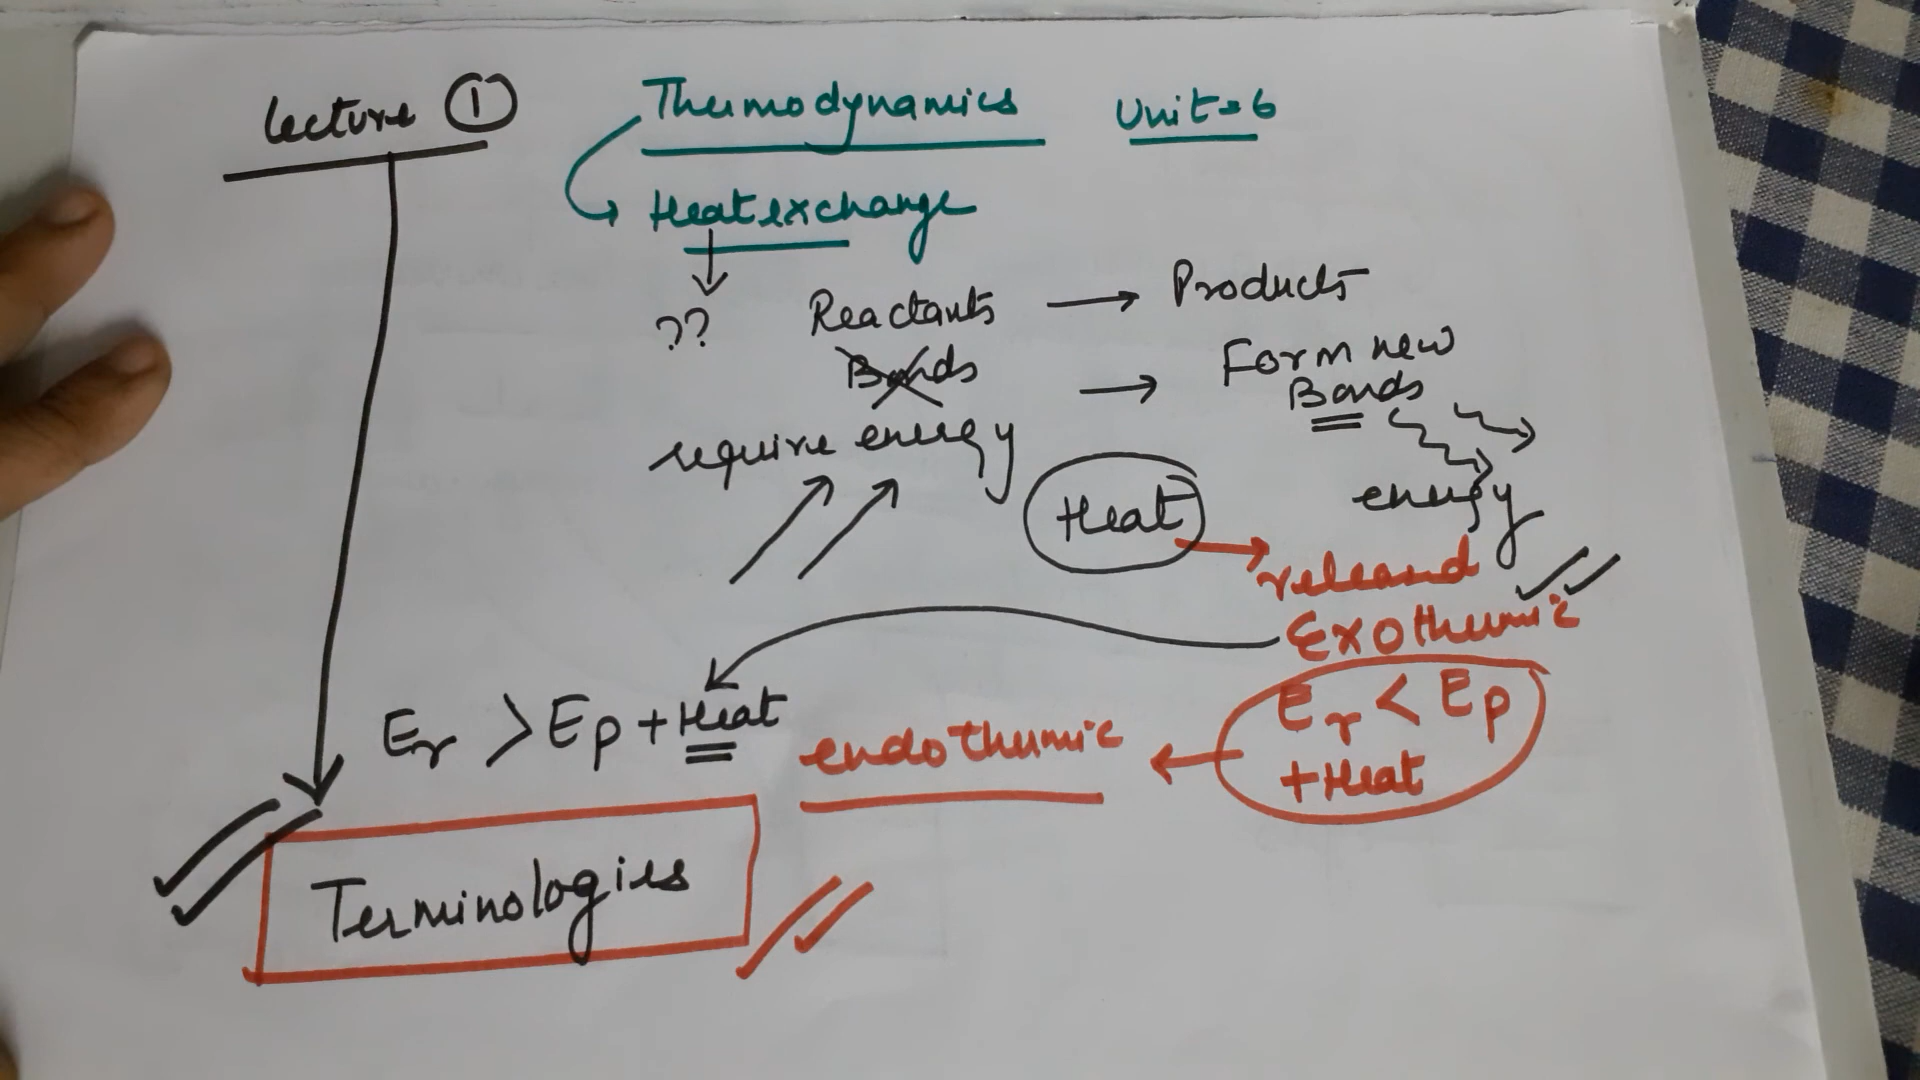 Lecture ①
Thermodynamics Unit-6
Heat exchange
??
Reactants → Products
Bonds → Form new Bonds
require energy
energy
Heat → released
Exothermic
Er > Ep + Heat
endothermic ← Er < Ep
+ Heat
Terminologies